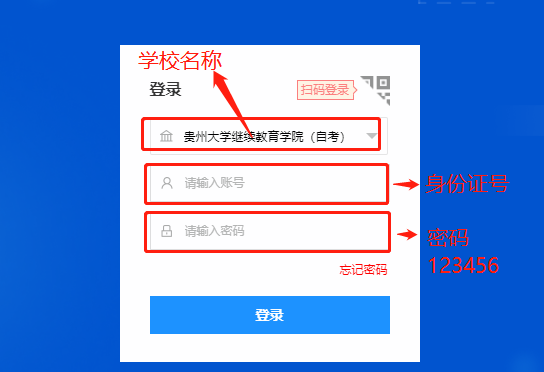 学校名称
登录
扫码登录
贵州大学继续教育学院（自考）
请输入账号
身份证号
请输入密码
密码
123456
忘记密码
登录